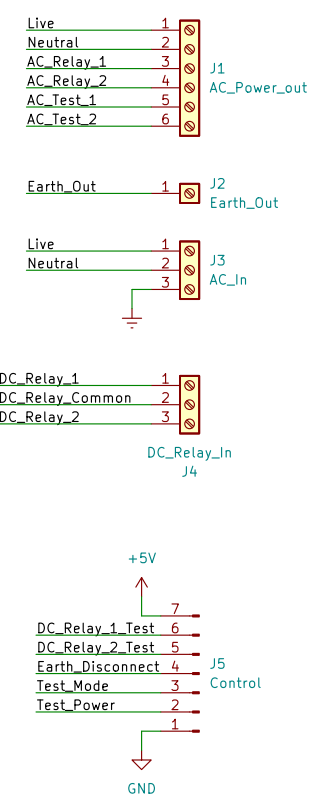 Live 1
Neutral 2
AC_Relay_1 3
AC_Relay_2 4
AC_Test_1 5
AC_Test_2 6
J1
AC_Power_out
Earth_Out 1
J2
Earth_Out
Live 1
Neutral 2
3
J3
AC_In
DC_Relay_1 1
DC_Relay_Common 2
DC_Relay_2 3
DC_Relay_In
J4
+5V
7
DC_Relay_1_Test 6
DC_Relay_2_Test 5
Earth_Disconnect 4
Test_Mode 3
Test_Power 2
1
J5
Control
GND